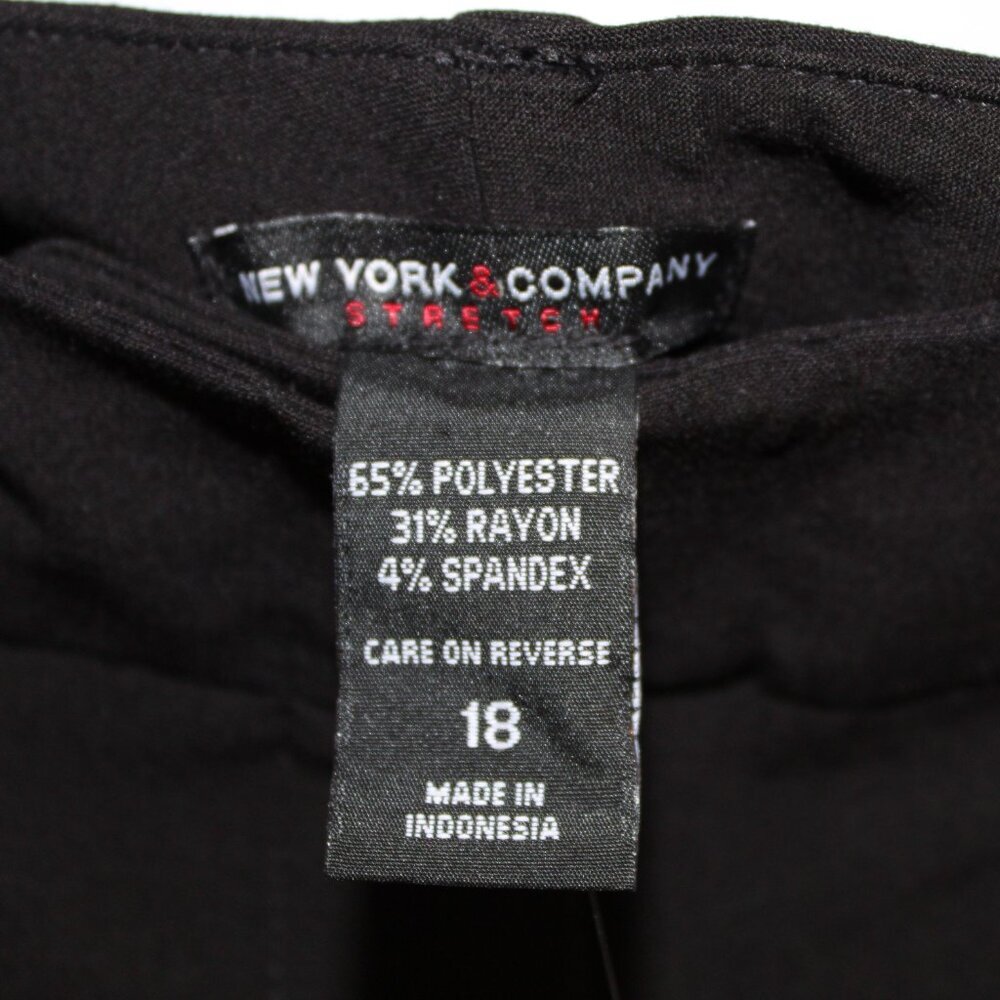 NEW YORK & COMPANY
STRETCH
65% POLYESTER
31% RAYON
4% SPANDEX
CARE ON REVERSE
18
MADE IN
INDONESIA